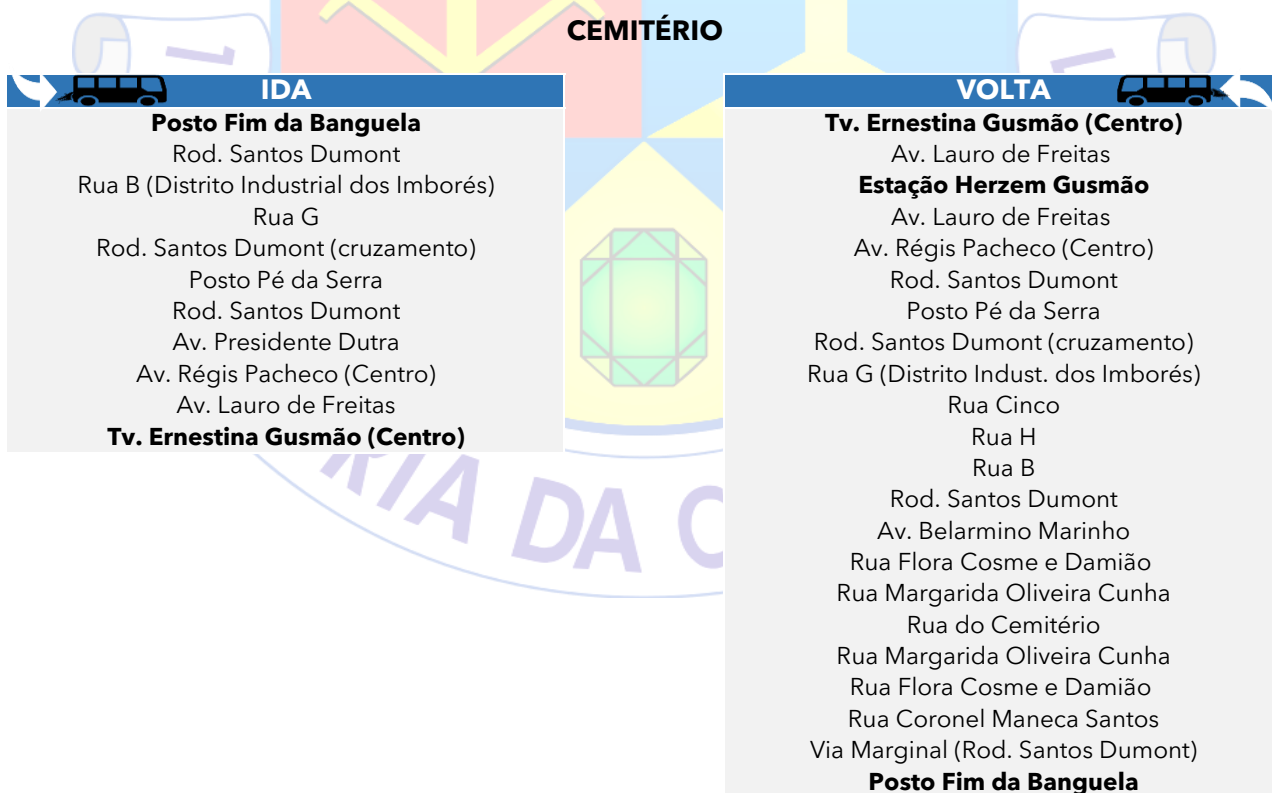 CEMITÉRIO
IDA
Posto Fim da Banguela
Rod. Santos Dumont
Rua B (Distrito Industrial dos Imborés)
Rua G
Rod. Santos Dumont (cruzamento)
Posto Pé da Serra
Rod. Santos Dumont
Av. Presidente Dutra
Av. Régis Pacheco (Centro)
Av. Lauro de Freitas
Tv. Ernestina Gusmão (Centro)
VOLTA
Tv. Ernestina Gusmão (Centro)
Av. Lauro de Freitas
Estação Herzem Gusmão
Av. Lauro de Freitas
Av. Régis Pacheco (Centro)
Rod. Santos Dumont
Posto Pé da Serra
Rod. Santos Dumont (cruzamento)
Rua G (Distrito Indust. dos Imborés)
Rua Cinco
Rua H
Rua B
Rod. Santos Dumont
Av. Belarmino Marinho
Rua Flora Cosme e Damião
Rua Margarida Oliveira Cunha
Rua do Cemitério
Rua Margarida Oliveira Cunha
Rua Flora Cosme e Damião
Rua Coronel Maneca Santos
Via Marginal (Rod. Santos Dumont)
Posto Fim da Banguela
RIA DA C